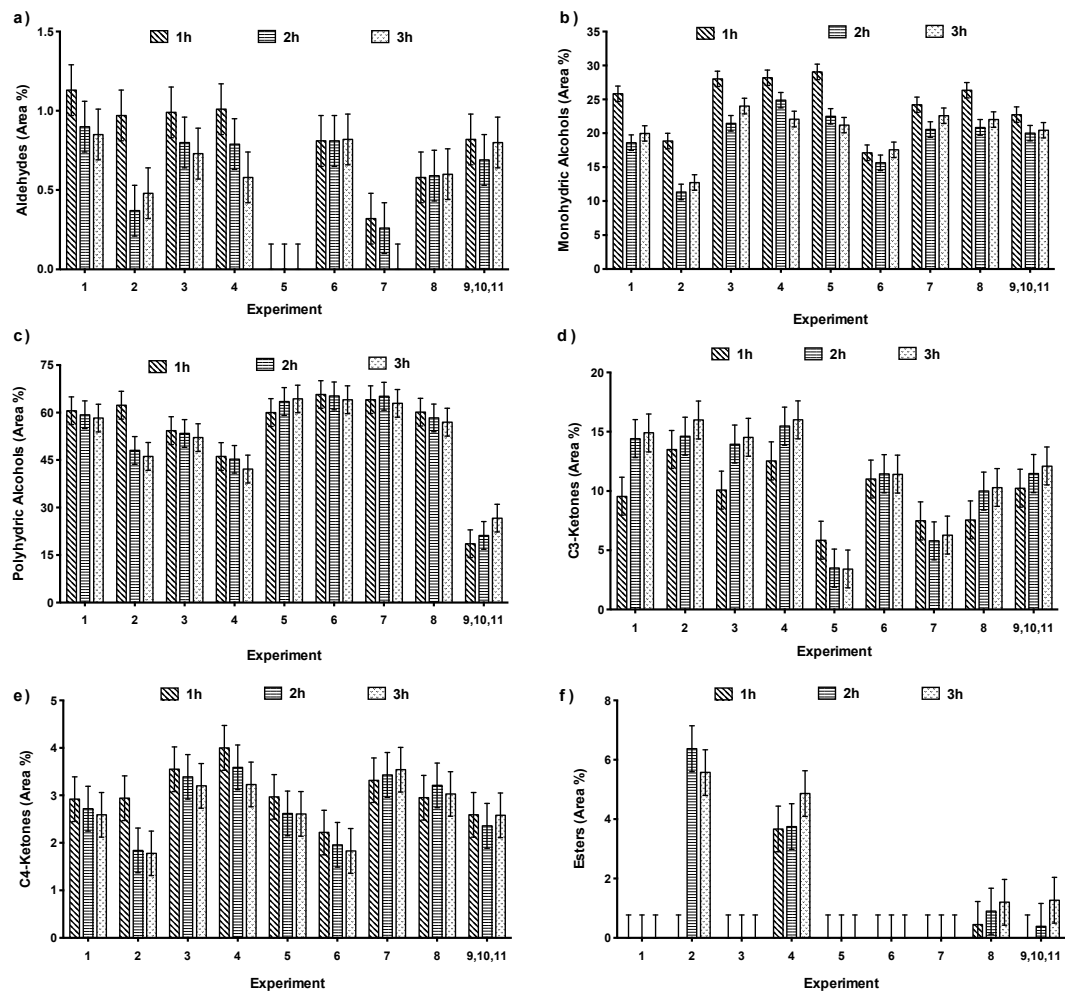 a)
1h 2h 3h
Aldehydes (Area %)
1.5
1.0
0.5
0.0
1 2 3 4 5 6 7 8 9,10,11
Experiment
b)
1h 2h 3h
Monohydric Alcohols (Area %)
35
30
25
20
15
10
5
0
1 2 3 4 5 6 7 8 9,10,11
Experiment
c)
1h 2h 3h
Polyhydric Alcohols (Area %)
75
60
45
30
15
0
1 2 3 4 5 6 7 8 9,10,11
Experiment
d)
1h 2h 3h
C3-Ketones (Area %)
20
15
10
5
0
1 2 3 4 5 6 7 8 9,10,11
Experiment
e)
1h 2h 3h
C4-Ketones (Area %)
5
4
3
2
1
0
1 2 3 4 5 6 7 8 9,10,11
Experiment
f)
1h 2h 3h
Esters (Area %)
8
6
4
2
0
1 2 3 4 5 6 7 8 9,10,11
Experiment